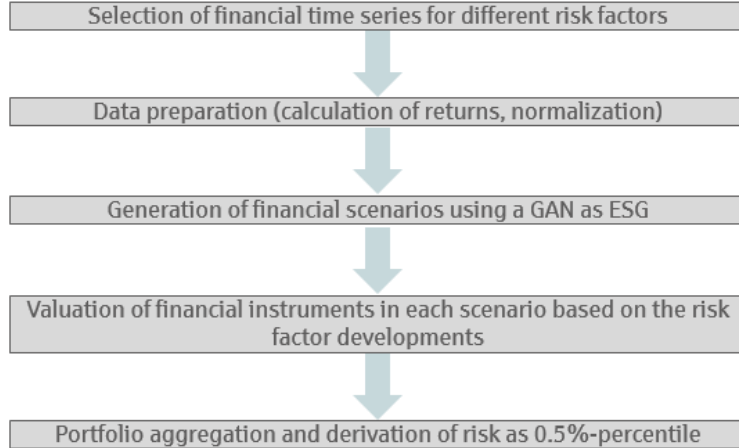 Selection of financial time series for different risk factors
Data preparation (calculation of returns, normalization)
Generation of financial scenarios using a GAN as ESG
Valuation of financial instruments in each scenario based on the risk
factor developments
Portfolio aggregation and derivation of risk as 0.5%-percentile